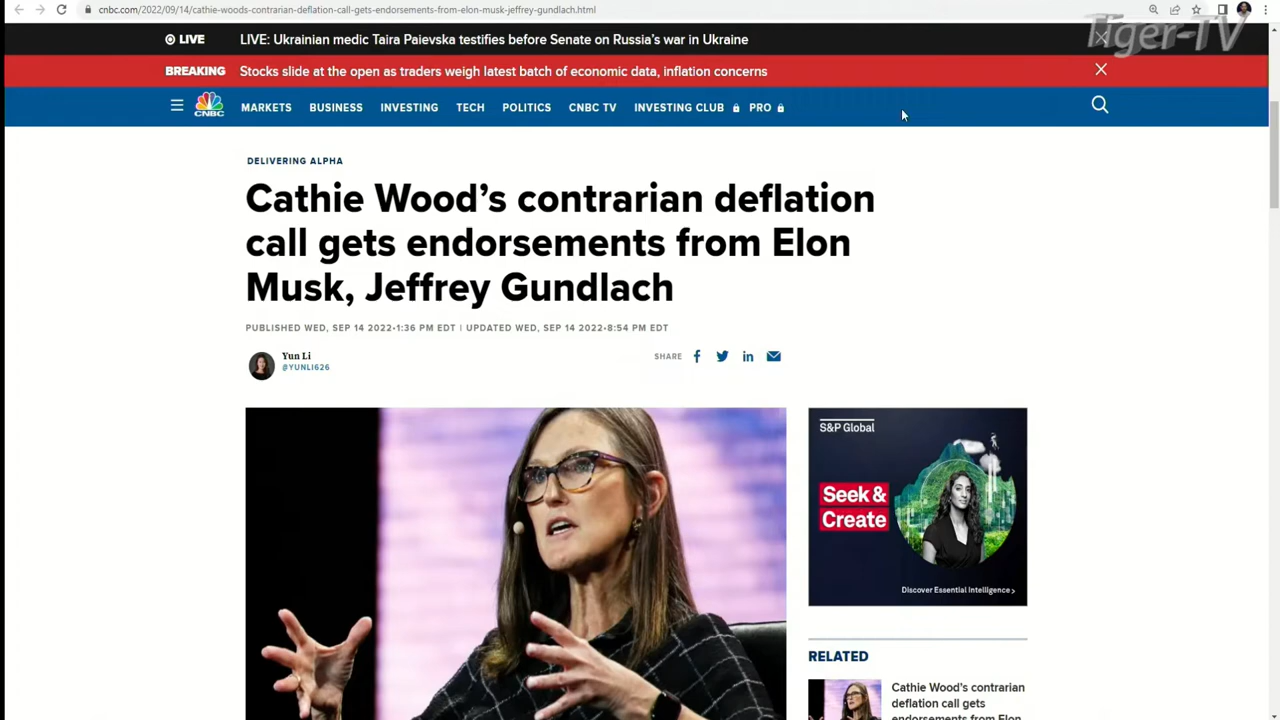 cnbc.com/2022/09/14/cathie-woods-contrarian-deflation-call-gets-endorsements-from-elon-musk-jeffrey-gundlach.html
Tiger-TV
LIVE
LIVE: Ukrainian medic Taira Paievska testifies before Senate on Russia's war in Ukraine
BREAKING
Stocks slide at the open as traders weigh latest batch of economic data, inflation concerns
CNBC
MARKETS BUSINESS INVESTING TECH POLITICS CNBC TV INVESTING CLUB PRO
DELIVERING ALPHA
Cathie Wood’s contrarian deflation
call gets endorsements from Elon
Musk, Jeffrey Gundlach
PUBLISHED WED, SEP 14 2022•1:36 PM EDT | UPDATED WED, SEP 14 2022•8:54 PM EDT
Yun Li
@YUNLI626
SHARE
S&P Global
Seek &
Create
Discover Essential Intelligence >
RELATED
Cathie Wood’s contrarian
deflation call gets
endorsements from Elon